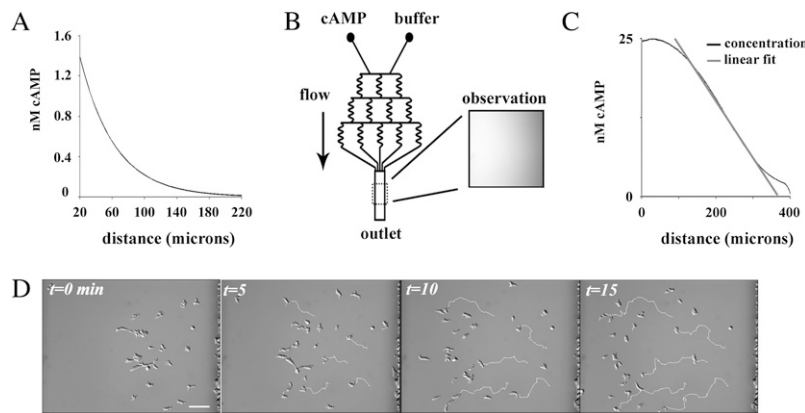 A
1.6
1.2
0.8
0.4
0
nM cAMP
20 60 100 140 180 220
distance (microns)
B
cAMP buffer
flow
observation
outlet
C
25
0
nM cAMP
concentration
linear fit
0 200 400
distance (microns)
D
t=0 min t=5 t=10 t=15